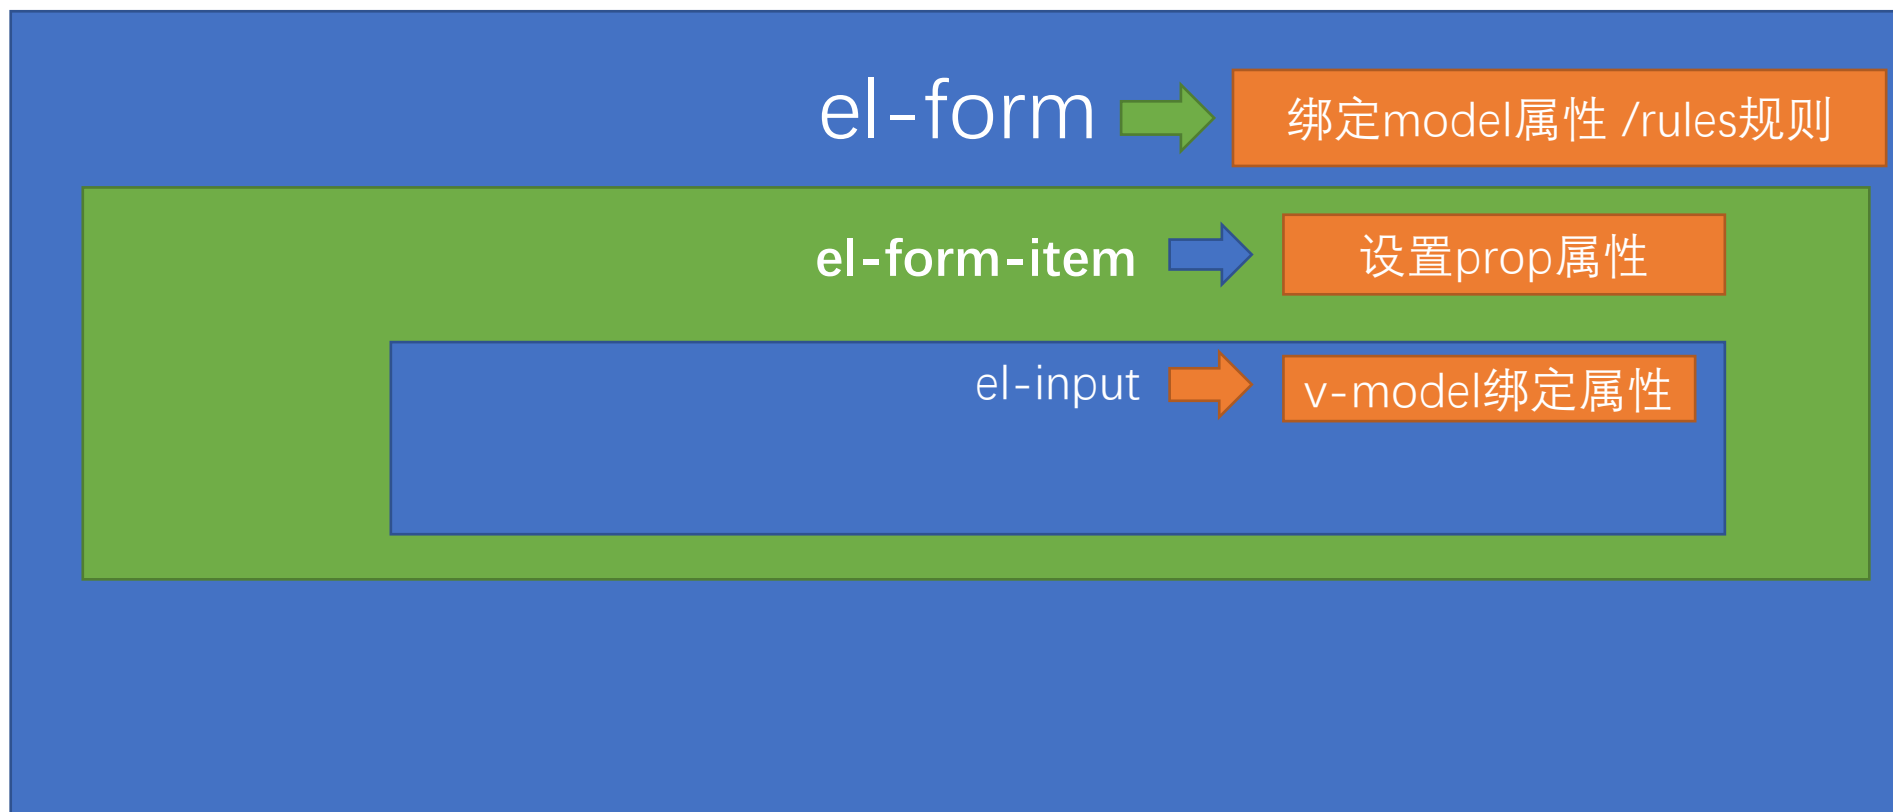 el-form
绑定model属性 /rules规则
el-form-item
设置prop属性
el-input
v-model绑定属性